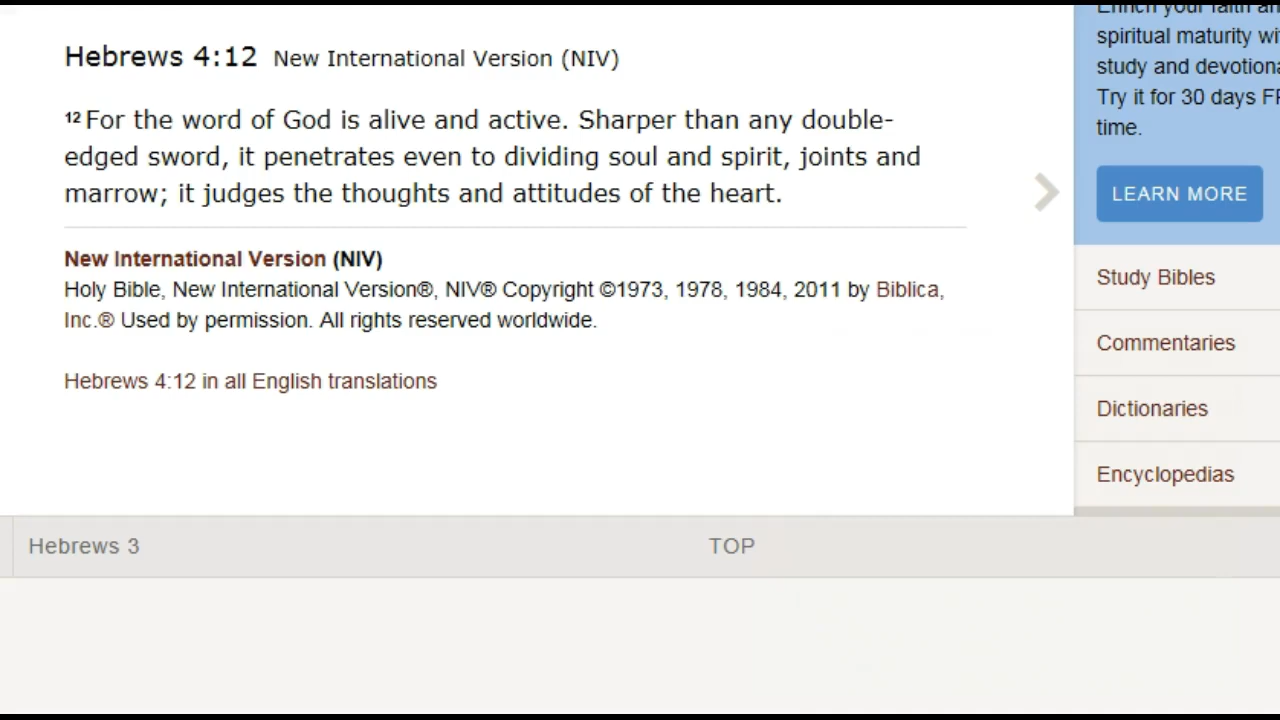 Hebrews 4:12 New International Version (NIV)
12 For the word of God is alive and active. Sharper than any double-
edged sword, it penetrates even to dividing soul and spirit, joints and
marrow; it judges the thoughts and attitudes of the heart.
New International Version (NIV)
Holy Bible, New International Version®, NIV® Copyright ©1973, 1978, 1984, 2011 by Biblica,
Inc.® Used by permission. All rights reserved worldwide.
Hebrews 4:12 in all English translations
Enrich your faith
spiritual maturity
study and
Try it for 30 days
time.
LEARN MORE
Study Bibles
Commentaries
Dictionaries
Encyclopedias
Hebrews 3
TOP